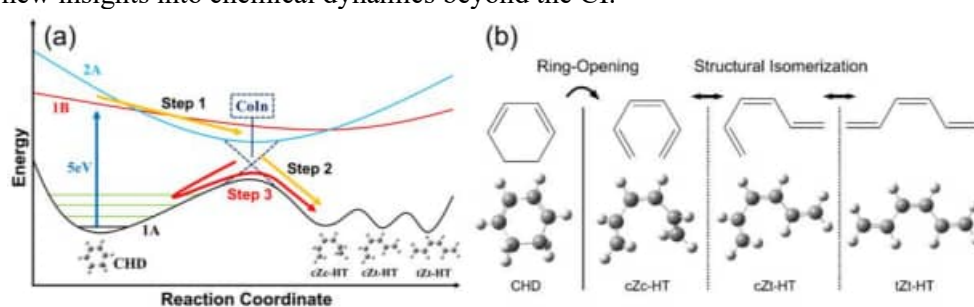 new insights into chemical dynamics beyond the CI.
(a)
2A
1B
Step 1
CoIn
Step 2
5eV
Step 3
1A
CHD
cZc-HT
cZt-HT
tZt-HT
Energy
Reaction Coordinate
(b)
Ring-Opening
Structural Isomerization
CHD
cZc-HT
cZt-HT
tZt-HT